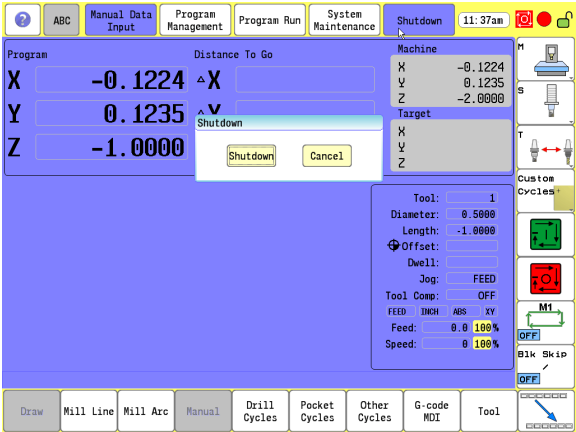 ?
ABC
Manual Data
Input
Program
Management
Program Run
System
Maintenance
Shutdown
11:37am
Program
Distance To Go
Machine
X -0.1224 X
Y 0.1235 Y
Z -1.0000
X -0.1224
Y 0.1235
Z -2.0000
Target
X
Y
Z
Shutdown
Shutdown Cancel
Tool: 1
Diameter: 0.5000
Length: -1.0000
Offset:
Dwell:
Jog: FEED
Tool Comp: OFF
FEED INCH ABS XY
Feed: 0.0 100%
Speed: 0 100%
M
S
T
Custom
Cycles+
M1
OFF
Blk Skip
/
OFF
Draw
Mill Line
Mill Arc
Manual
Drill
Cycles
Pocket
Cycles
Other
Cycles
G-code
MDI
Tool